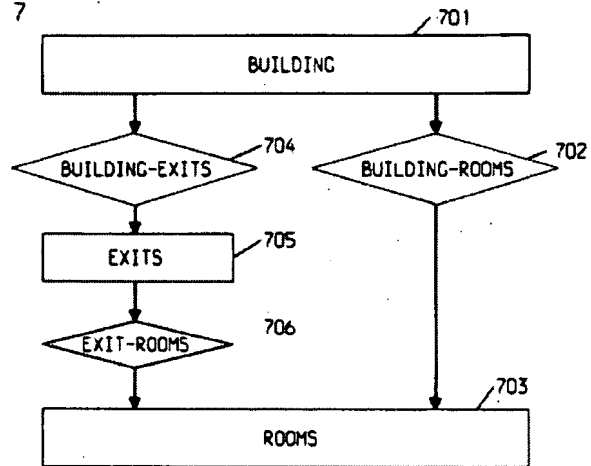 7
701
BUILDING
BUILDING-EXITS
704
BUILDING-ROOMS
702
EXITS
705
EXIT-ROOMS
706
703
ROOMS